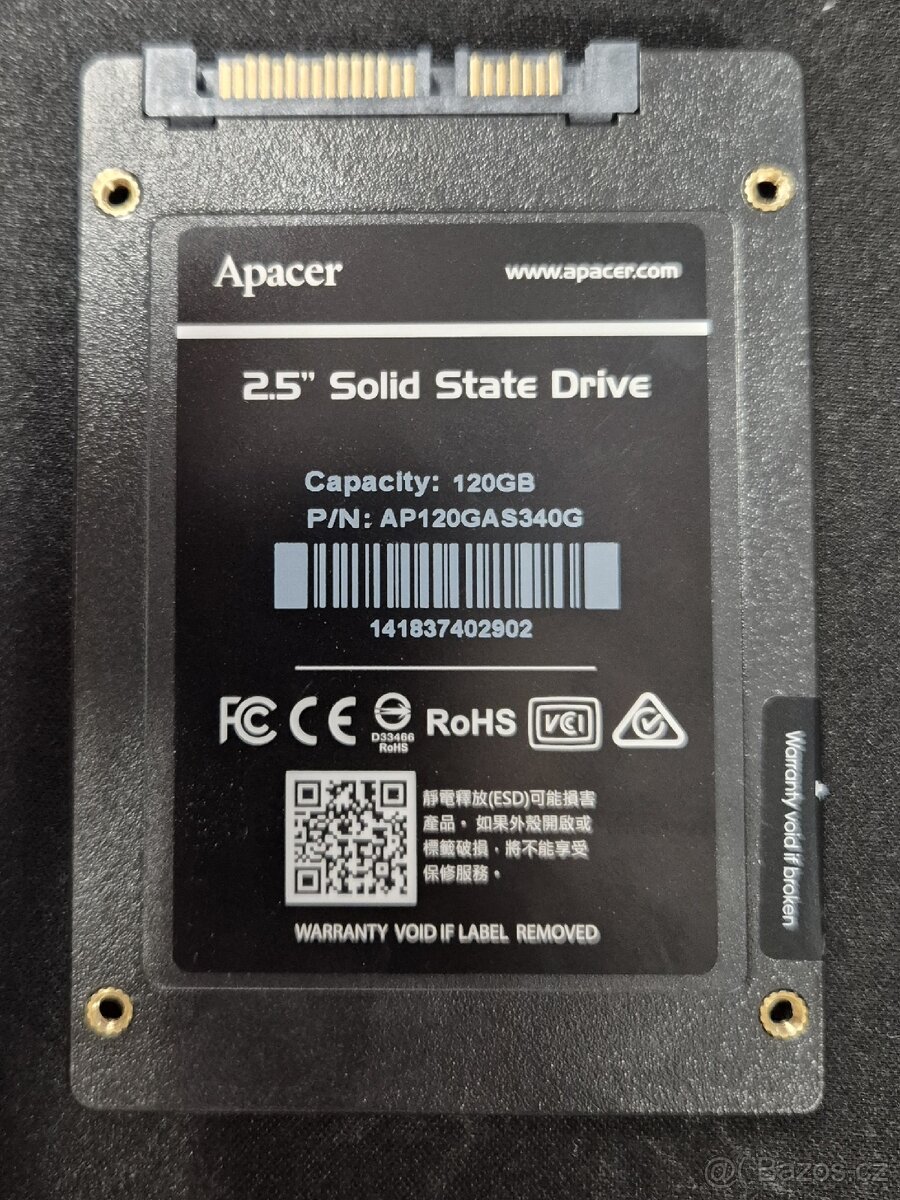 Apacer
www.apacer.com
2.5” Solid State Drive
Capacity: 120GB
P/N: AP120GAS340G
141837402902
FC CE D33466 RoHS RoHS VCI
靜電釋放(ESD)可能損害
產品。如果外殼開啟或
標籤破損，將不能享受
保修服務。
WARRANTY VOID IF LABEL REMOVED
Warranty void if broken
@ Bazos.cz